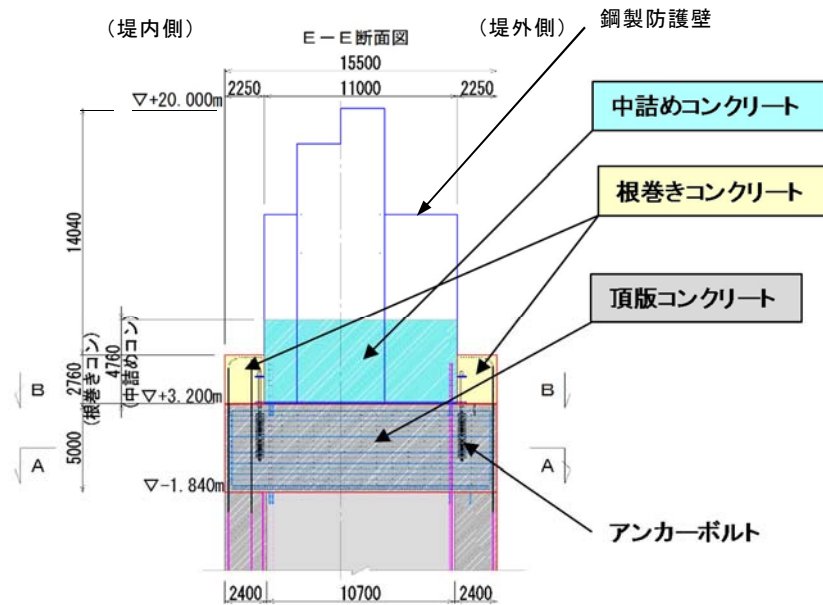 (堤内側)
E-E断面図
(堤外側)
鋼製防護壁
15500
2250
11000
2250
▽+20.000m
中詰めコンクリート
根巻きコンクリート
14040
頂版コンクリート
4760
(中詰めコン)
2760
(根巻きコン)
B
B
▽+3.200m
5000
A
A
▽-1.840m
アンカーボルト
2400
10700
2400